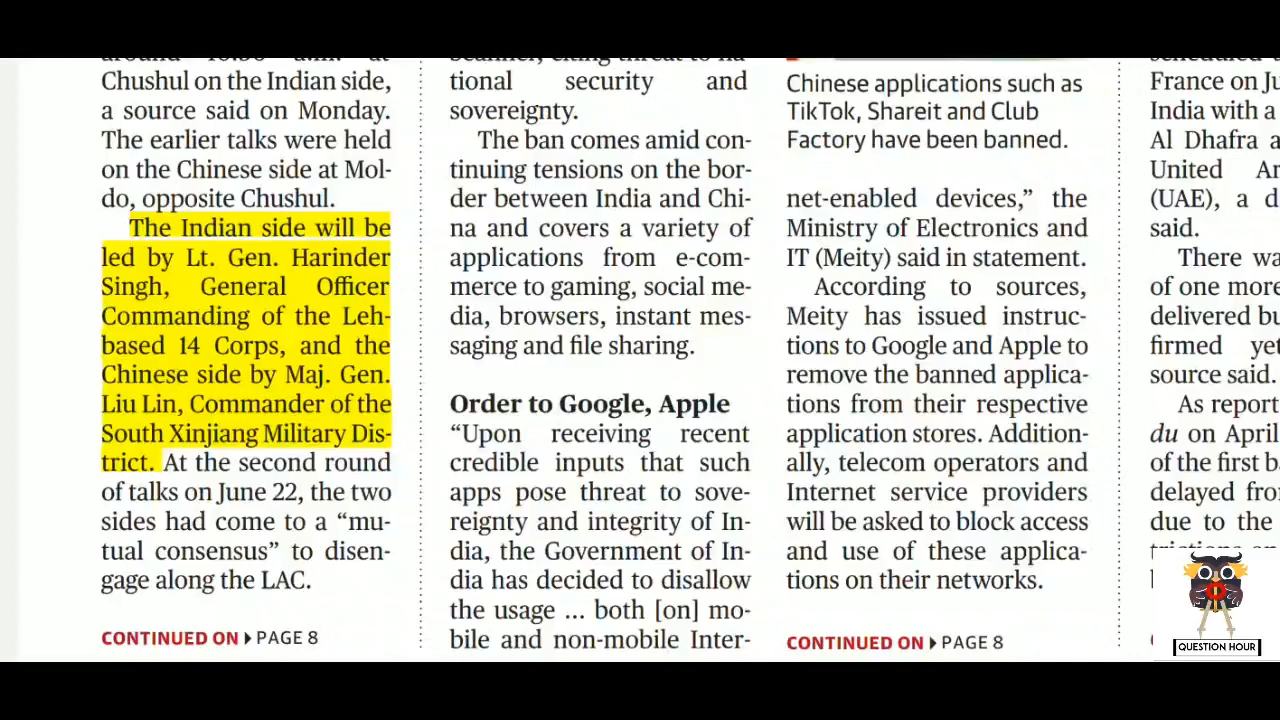 Chushul on the Indian side,
a source said on Monday.
The earlier talks were held
on the Chinese side at Mol-
do, opposite Chushul.
The Indian side will be
led by Lt. Gen. Harinder
Singh, General Officer
Commanding of the Leh-
based 14 Corps, and the
Chinese side by Maj. Gen.
Liu Lin, Commander of the
South Xinjiang Military Dis-
trict. At the second round
of talks on June 22, the two
sides had come to a “mu-
tual consensus” to disen-
gage along the LAC.
CONTINUED ON PAGE 8
tional security and
sovereignty.
The ban comes amid con-
tinuing tensions on the bor-
der between India and Chi-
na and covers a variety of
applications from e-com-
merce to gaming, social me-
dia, browsers, instant mes-
saging and file sharing.
Order to Google, Apple
“Upon receiving recent
credible inputs that such
apps pose threat to sove-
reignty and integrity of In-
dia, the Government of In-
dia has decided to disallow
the usage ... both [on] mo-
bile and non-mobile Inter-
Chinese applications such as
TikTok, Shareit and Club
Factory have been banned.
net-enabled devices,” the
Ministry of Electronics and
IT (Meity) said in statement.
According to sources,
Meity has issued instruc-
tions to Google and Apple to
remove the banned applica-
tions from their respective
application stores. Addition-
ally, telecom operators and
Internet service providers
will be asked to block access
and use of these applica-
tions on their networks.
CONTINUED ON PAGE 8
France on Ju
India with a
Al Dhafra a
United Ar
(UAE), a d
said.
There wa
of one more
delivered bu
firmed yet
source said.
As report
du on April
of the first b
delayed fro
due to the
QUESTION HOUR